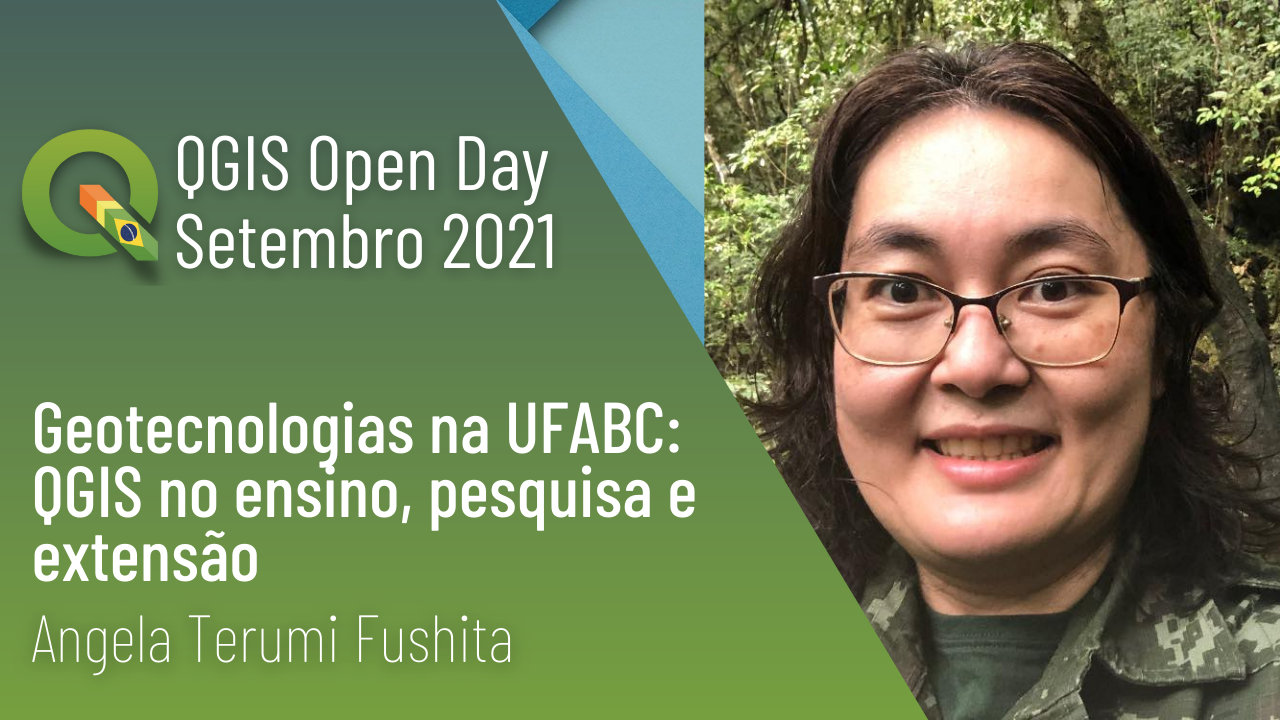 QGIS Open Day
Setembro 2021
Geotecnologias na UFABC:
QGIS no ensino, pesquisa e
extensão
Angela Terumi Fushita